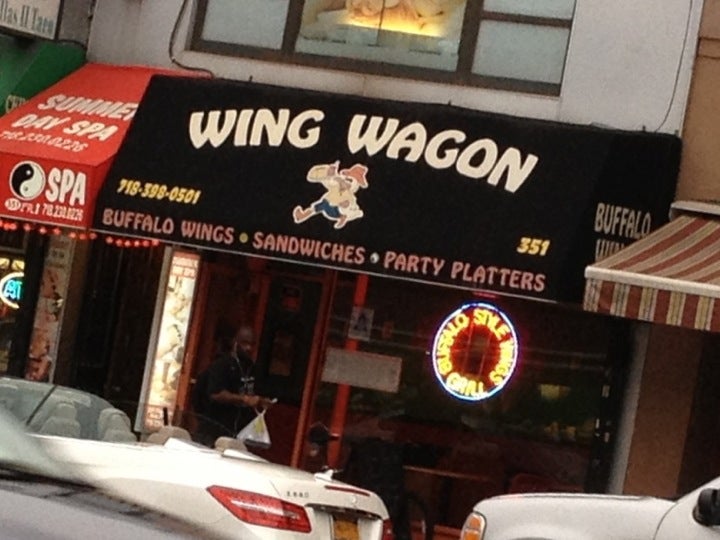 SUMMER
DAY SPA
SPA
WING WAGON
718-398-0501
351
BUFFALO WINGS • SANDWICHES • PARTY PLATTERS
BUFFALO
BUFFALO STYLE WINGS
GRILL